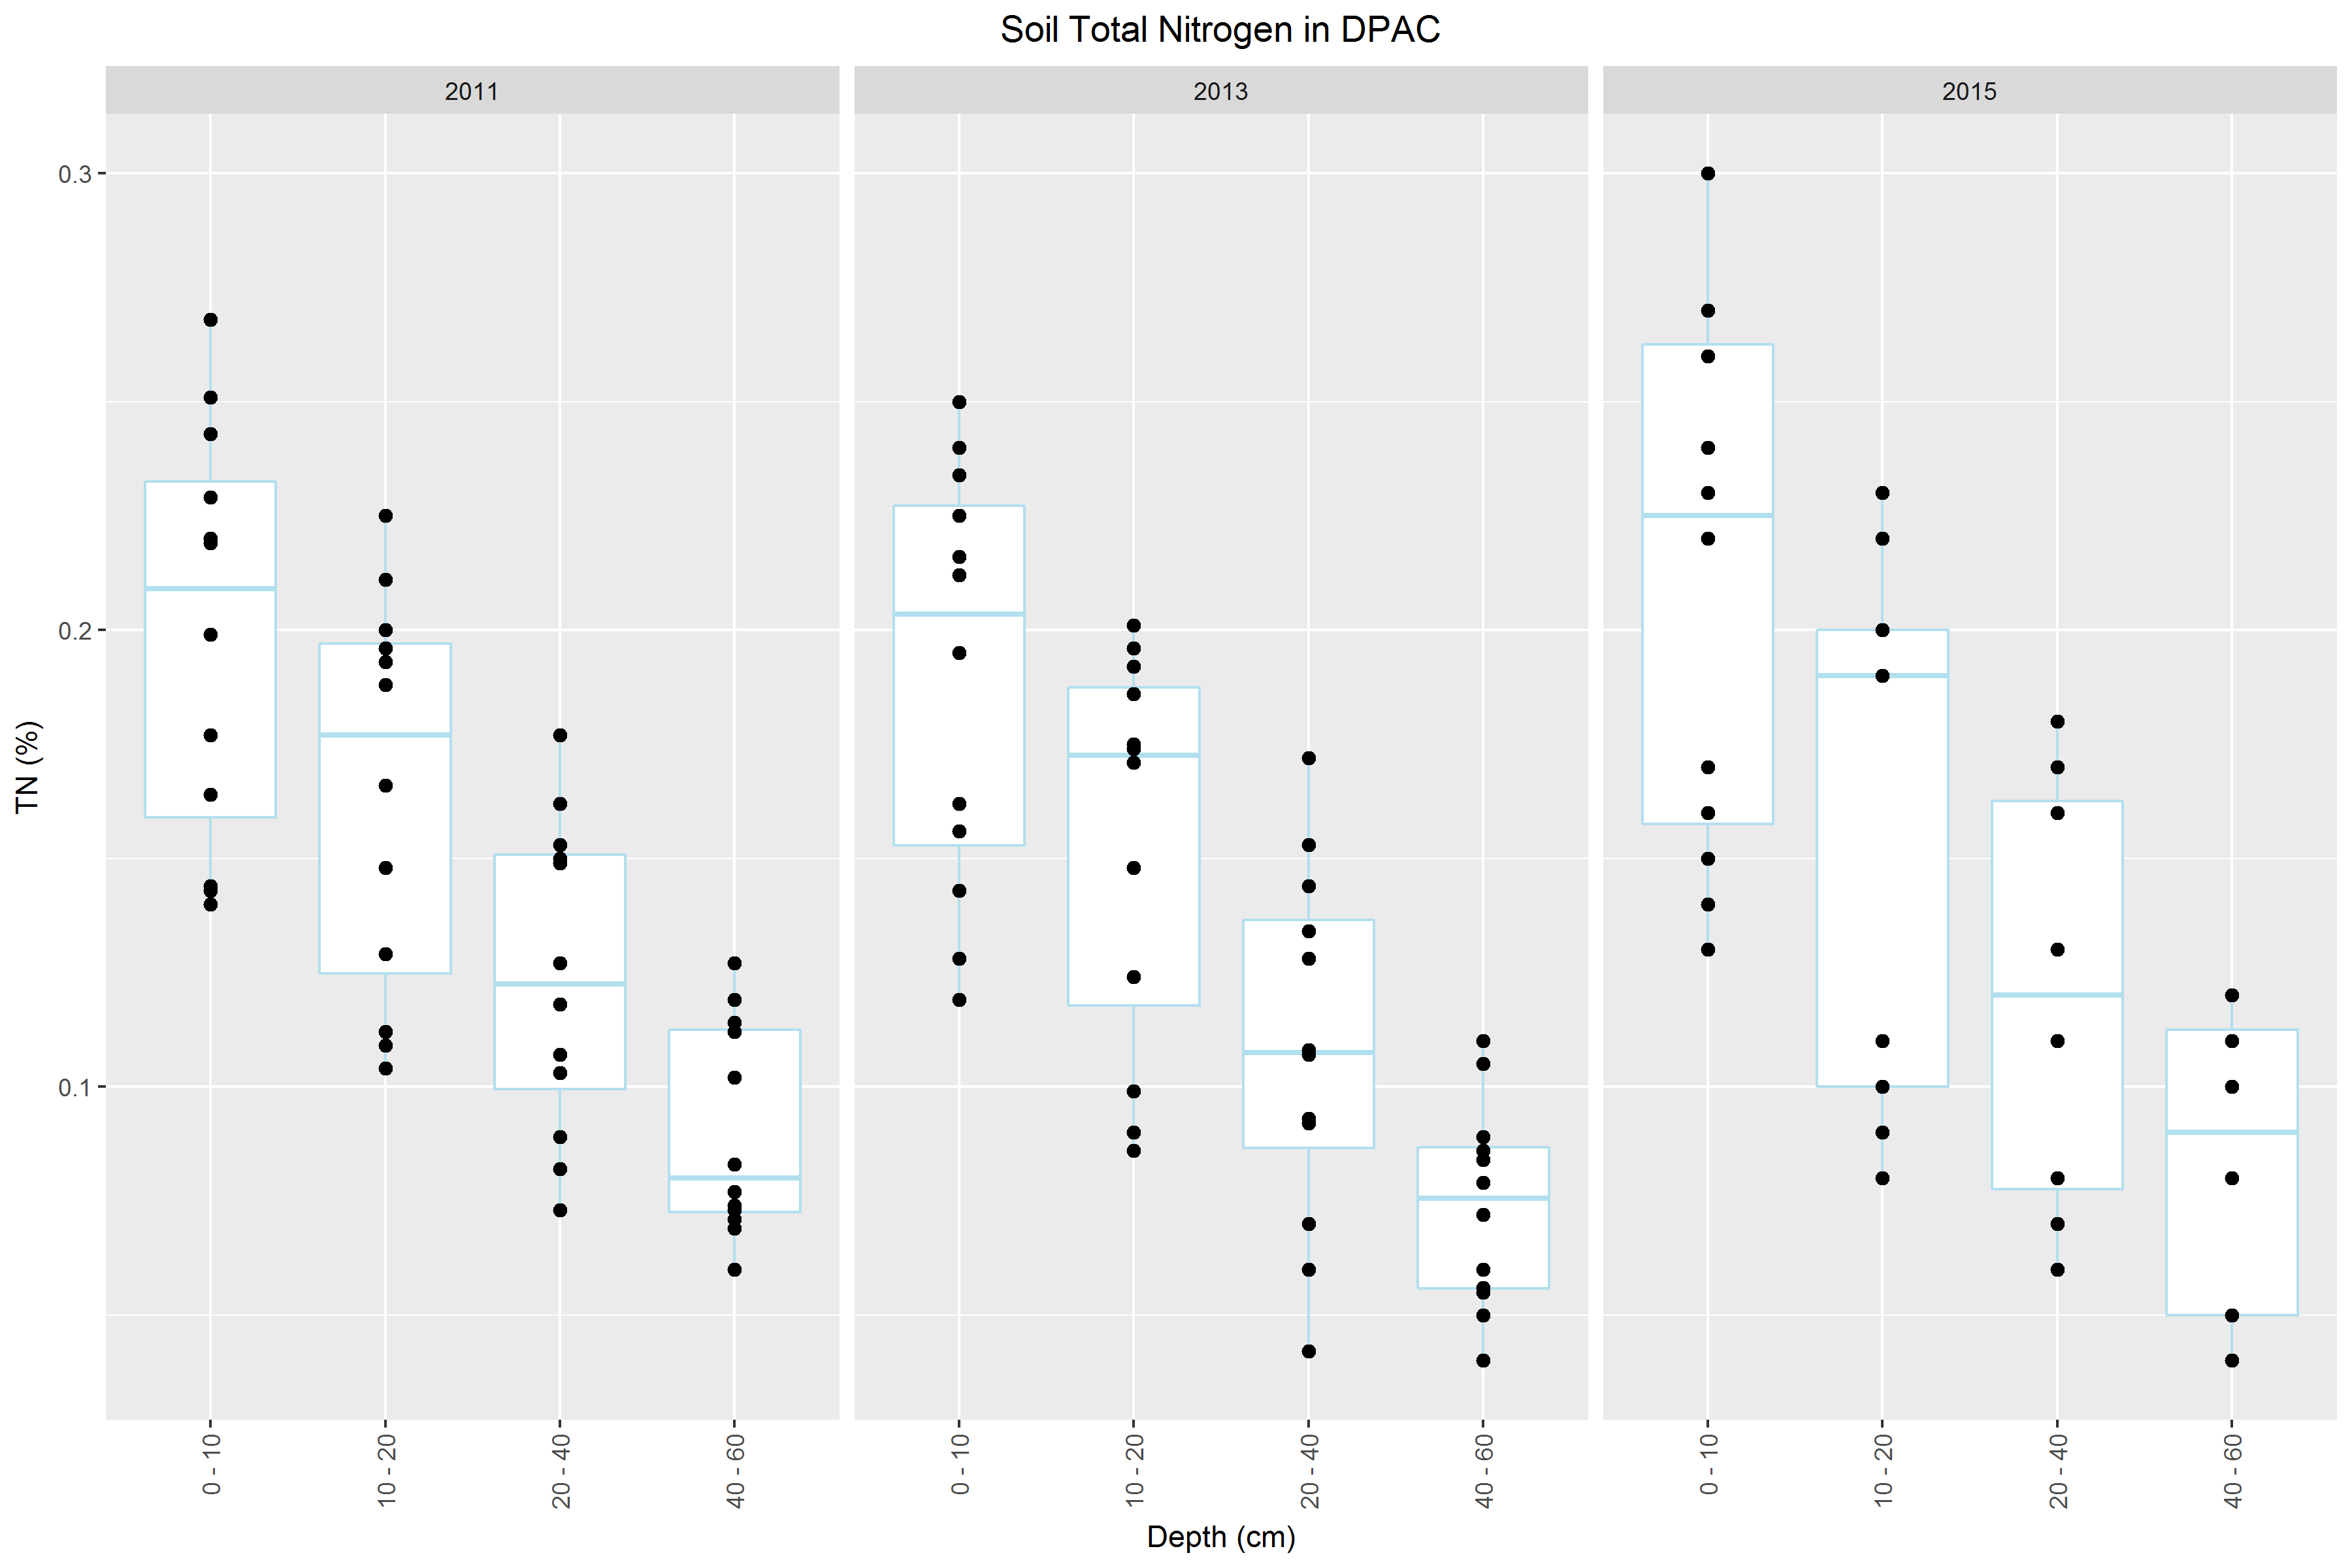 Soil Total Nitrogen in DPAC
2011 2013 2015
TN (%)
0.3
0.2
0.1
0 - 10 10 - 20 20 - 40 40 - 60 0 - 10 10 - 20 20 - 40 40 - 60 0 - 10 10 - 20 20 - 40 40 - 60
Depth (cm)